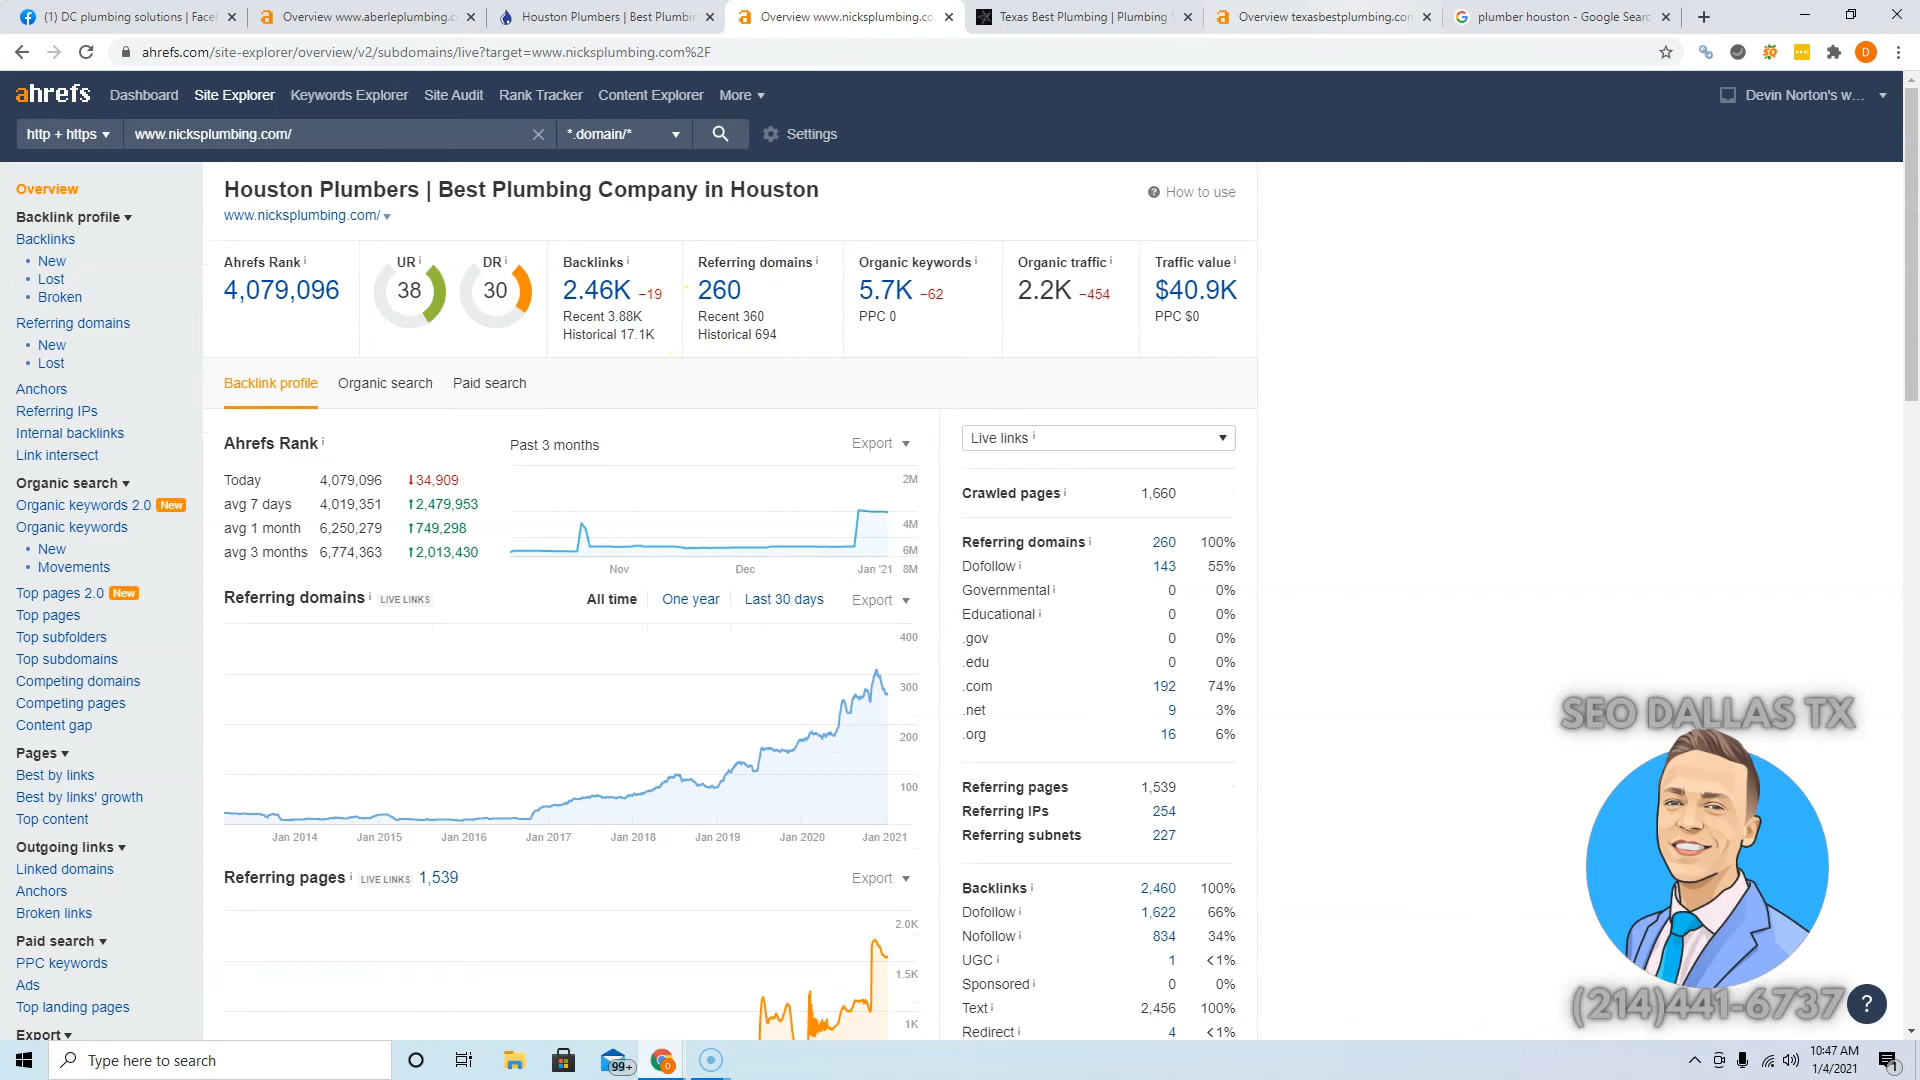 (1) DC plumbing solutions | Face
Overview www.aberleplumbing.c
Houston Plumbers | Best Plumbin
Overview www.nicksplumbing.co
Texas Best Plumbing | Plumbing S
Overview texasbestplumbing.con
plumber houston - Google Searc
ahrefs.com/site-explorer/overview/v2/subdomains/live?target=www.nicksplumbing.com%2F
D
ahrefs
Dashboard
Site Explorer
Keywords Explorer
Site Audit
Rank Tracker
Content Explorer
More
Devin Norton's w...
http + https
www.nicksplumbing.com/
*.domain/*
Settings
Overview
Backlink profile
Backlinks
New
Lost
Broken
Referring domains
New
Lost
Anchors
Referring IPs
Internal backlinks
Link intersect
Organic search
Organic keywords 2.0 New
Organic keywords
New
Movements
Top pages 2.0 New
Top pages
Top subfolders
Top subdomains
Competing domains
Competing pages
Content gap
Pages
Best by links
Best by links' growth
Top content
Outgoing links
Linked domains
Anchors
Broken links
Paid search
PPC keywords
Ads
Top landing pages
Export
Houston Plumbers | Best Plumbing Company in Houston
How to use
www.nicksplumbing.com/
Ahrefs Rank
4,079,096
UR
38
DR
30
Backlinks
2.46K -19
Recent 3.88K
Historical 17.1K
Referring domains
260
Recent 360
Historical 694
Organic keywords
5.7K -62
PPC 0
Organic traffic
2.2K -454
Traffic value
$40.9K
PPC $0
Backlink profile
Organic search
Paid search
Ahrefs Rank
Past 3 months
Export
Today 4,079,096 ↓34,909
avg 7 days 4,019,351 ↑2,479,953
avg 1 month 6,250,279 ↑749,298
avg 3 months 6,774,363 ↑2,013,430
2M
4M
6M
8M
Nov Dec Jan '21
Referring domains LIVE LINKS
All time One year Last 30 days Export
400
300
200
100
Jan 2014 Jan 2015 Jan 2016 Jan 2017 Jan 2018 Jan 2019 Jan 2020 Jan 2021
Referring pages LIVE LINKS 1,539
Export
2.0K
1.5K
1K
Live links
Crawled pages 1,660
Referring domains 260 100%
Dofollow 143 55%
Governmental 0 0%
Educational 0 0%
.gov 0 0%
.edu 0 0%
.com 192 74%
.net 9 3%
.org 16 6%
Referring pages 1,539
Referring IPs 254
Referring subnets 227
Backlinks 2,460 100%
Dofollow 1,622 66%
Nofollow 834 34%
UGC 1 <1%
Sponsored 0 0%
Text 2,456 100%
Redirect 4 <1%
SEO DALLAS TX
(214)441-6737
?
Type here to search
99+
10:47 AM
1/4/2021
1